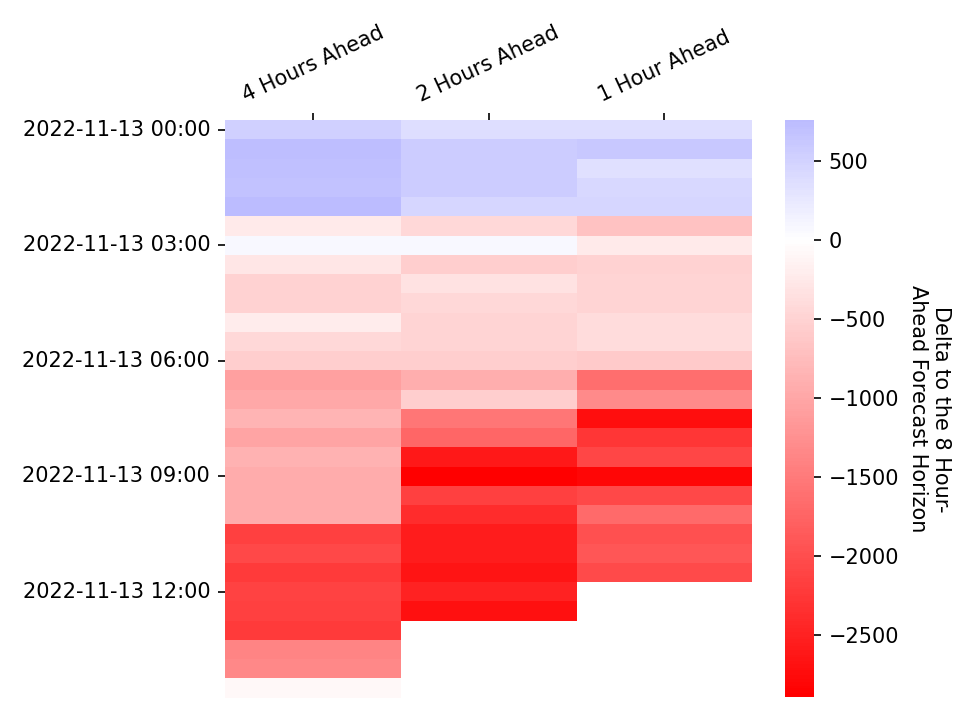 4 Hours Ahead
2 Hours Ahead
1 Hour Ahead
2022-11-13 00:00
2022-11-13 03:00
2022-11-13 06:00
2022-11-13 09:00
2022-11-13 12:00
500
0
−500
−1000
−1500
−2000
−2500
Delta to the 8 Hour-
Ahead Forecast Horizon